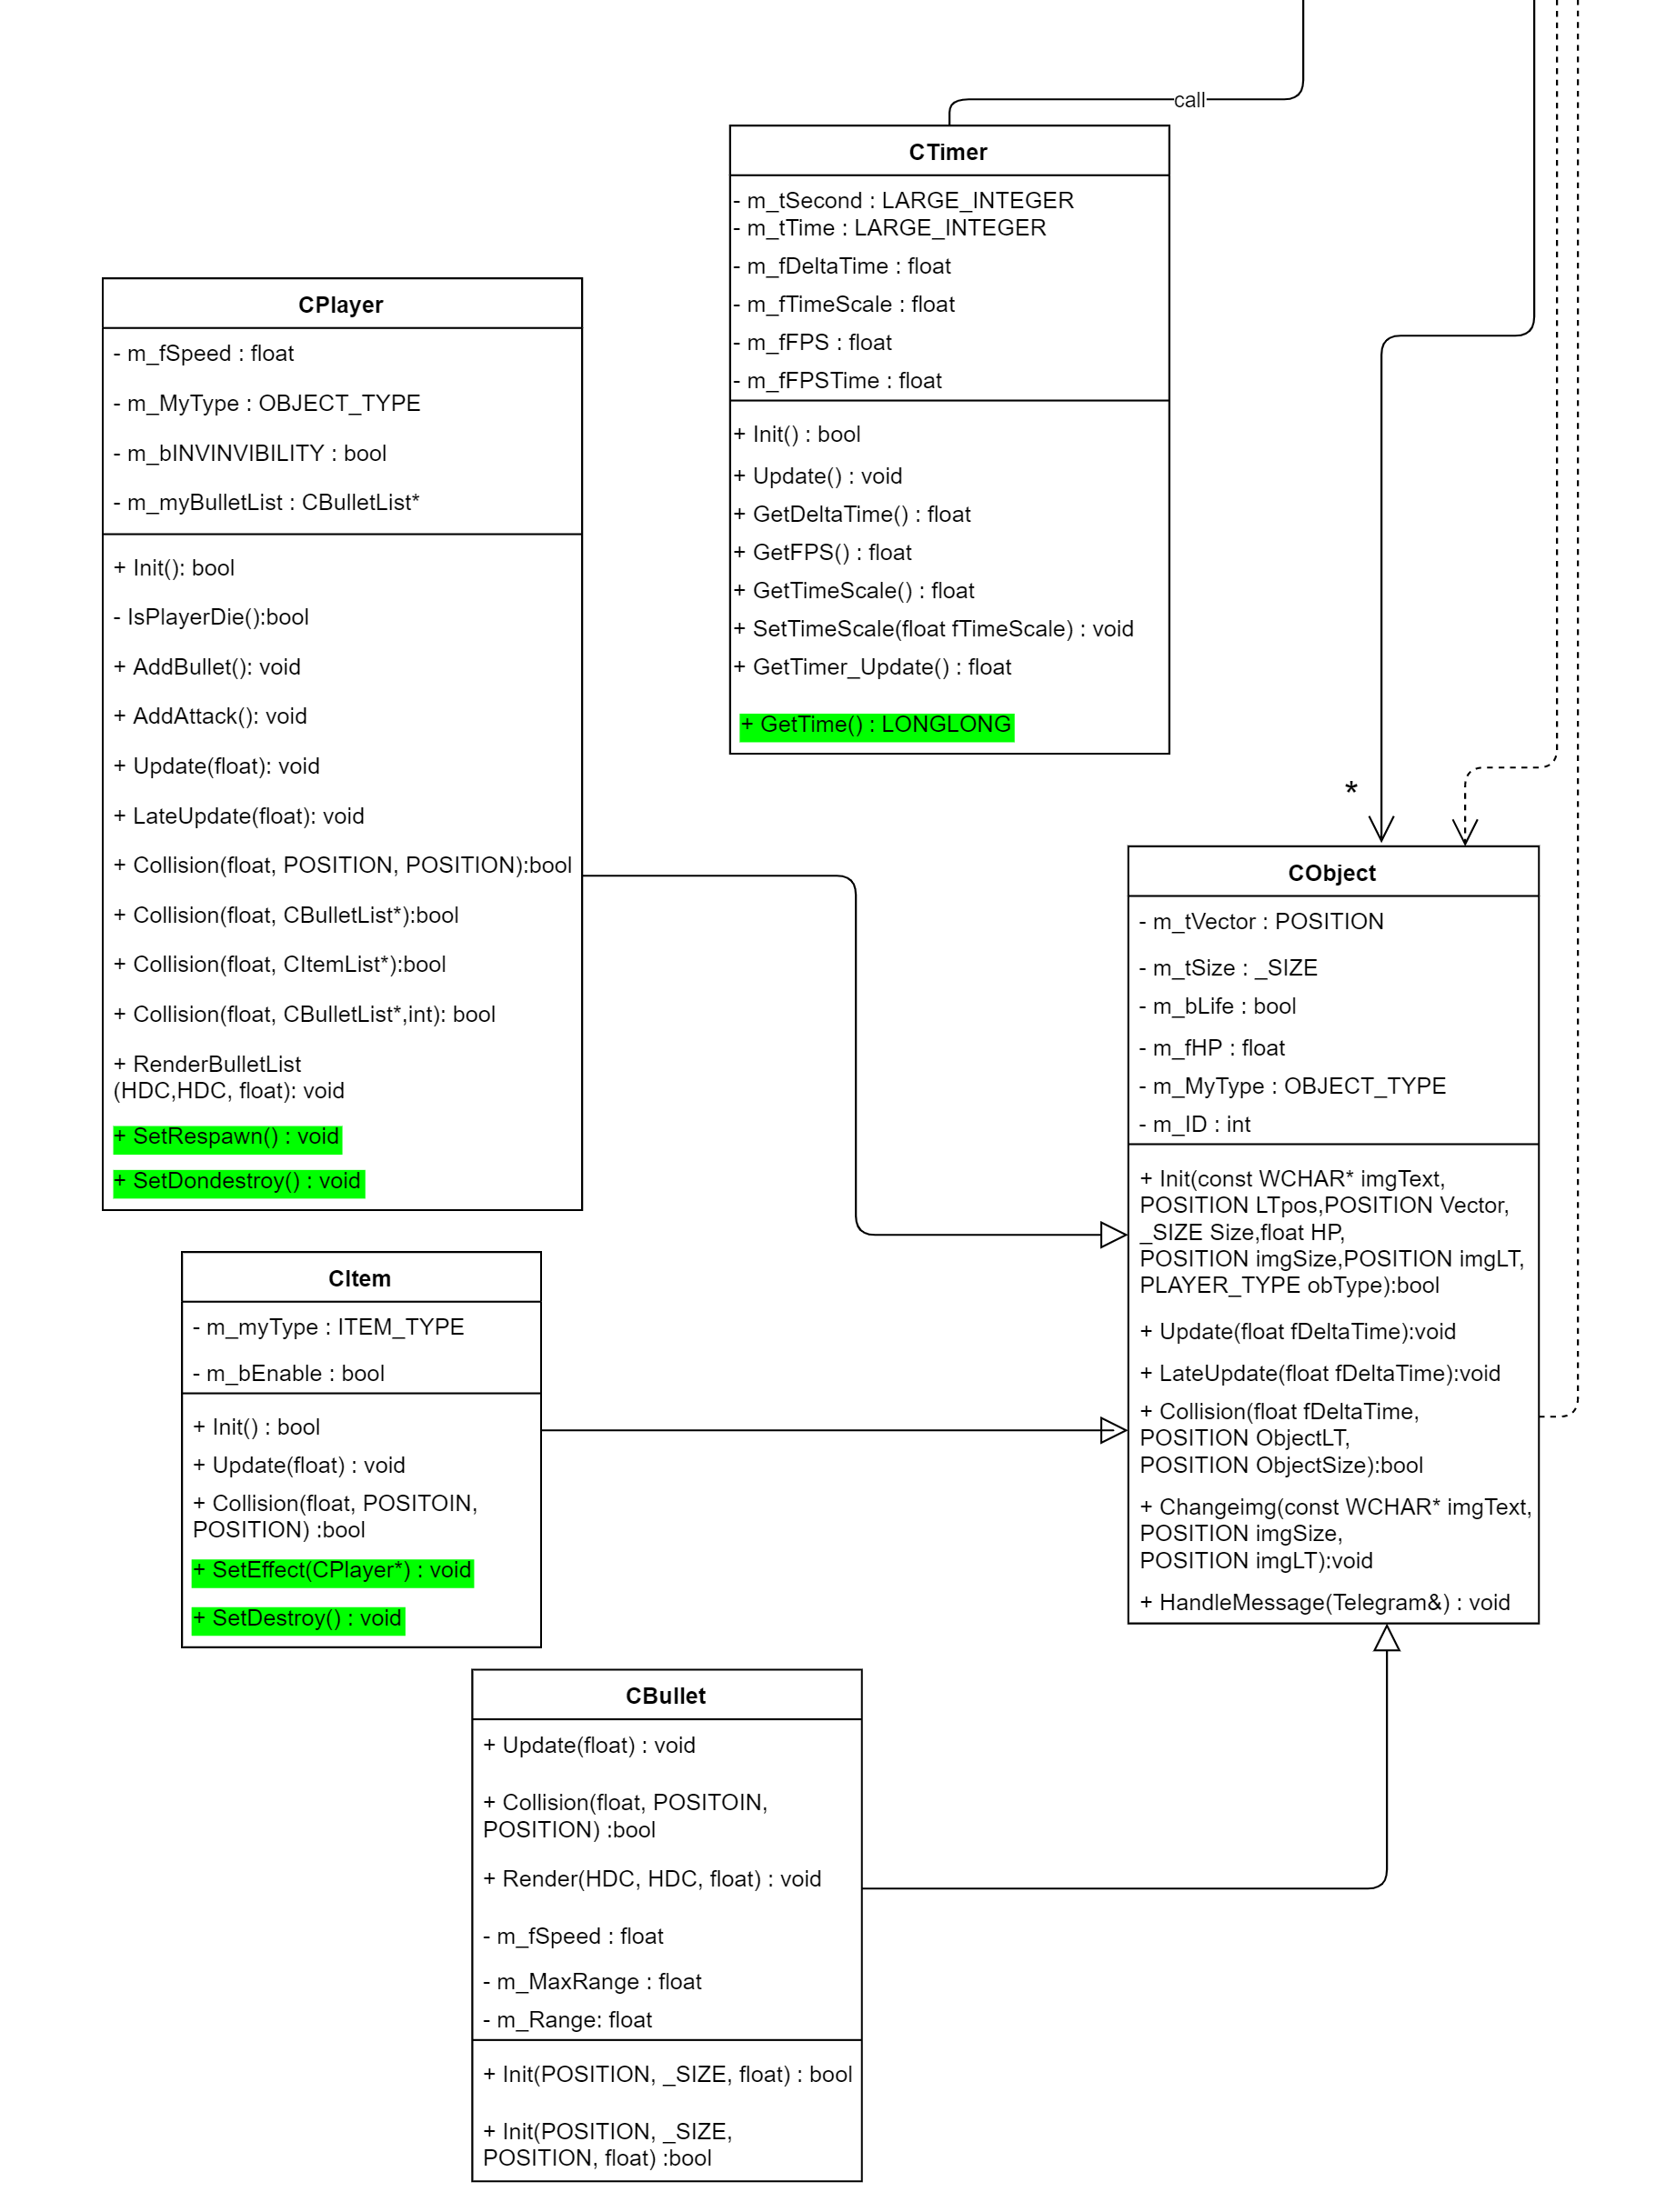 call
CTimer
- m_tSecond : LARGE_INTEGER
- m_tTime : LARGE_INTEGER
- m_fDeltaTime : float
- m_fTimeScale : float
- m_fFPS : float
- m_fFPSTime : float
+ Init() : bool
+ Update() : void
+ GetDeltaTime() : float
+ GetFPS() : float
+ GetTimeScale() : float
+ SetTimeScale(float fTimeScale) : void
+ GetTimer_Update() : float
+ GetTime() : LONGLONG
CPlayer
- m_fSpeed : float
- m_MyType : OBJECT_TYPE
- m_bINVINVIBILITY : bool
- m_myBulletList : CBulletList*
+ Init(): bool
- IsPlayerDie():bool
+ AddBullet(): void
+ AddAttack(): void
+ Update(float): void
+ LateUpdate(float): void
+ Collision(float, POSITION, POSITION):bool
+ Collision(float, CBulletList*):bool
+ Collision(float, CItemList*):bool
+ Collision(float, CBulletList*,int): bool
+ RenderBulletList
(HDC,HDC, float): void
+ SetRespawn() : void
+ SetDondestroy() : void
*
CObject
- m_tVector : POSITION
- m_tSize : _SIZE
- m_bLife : bool
- m_fHP : float
- m_MyType : OBJECT_TYPE
- m_ID : int
+ Init(const WCHAR* imgText,
POSITION LTpos,POSITION Vector,
_SIZE Size,float HP,
POSITION imgSize,POSITION imgLT,
PLAYER_TYPE obType):bool
+ Update(float fDeltaTime):void
+ LateUpdate(float fDeltaTime):void
+ Collision(float fDeltaTime,
POSITION ObjectLT,
POSITION ObjectSize):bool
+ Changeimg(const WCHAR* imgText,
POSITION imgSize,
POSITION imgLT):void
+ HandleMessage(Telegram&) : void
CItem
- m_myType : ITEM_TYPE
- m_bEnable : bool
+ Init() : bool
+ Update(float) : void
+ Collision(float, POSITOIN,
POSITION) :bool
+ SetEffect(CPlayer*) : void
+ SetDestroy() : void
CBullet
+ Update(float) : void
+ Collision(float, POSITOIN,
POSITION) :bool
+ Render(HDC, HDC, float) : void
- m_fSpeed : float
- m_MaxRange : float
- m_Range: float
+ Init(POSITION, _SIZE, float) : bool
+ Init(POSITION, _SIZE,
POSITION, float) :bool